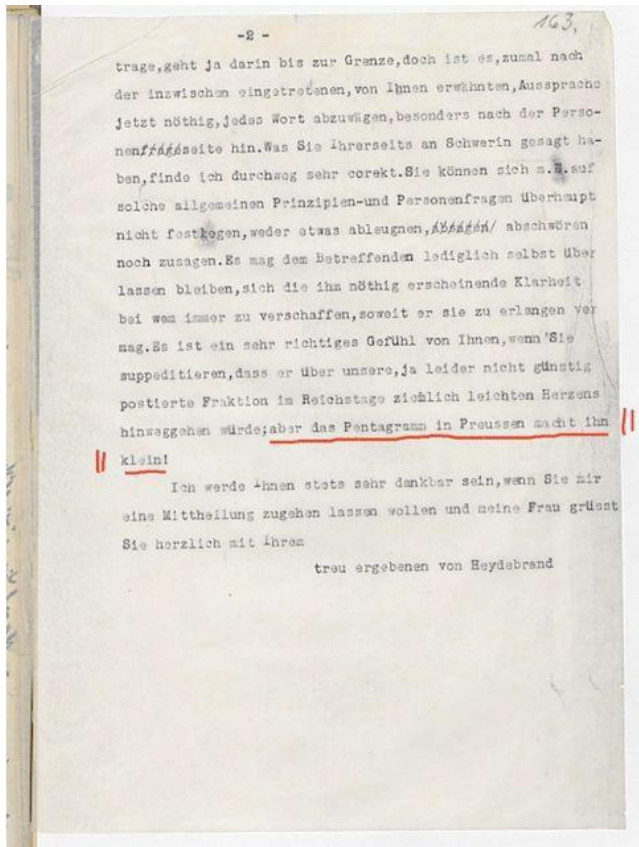 163.
-2 -
trage,geht ja darin bis zur Grenze,doch ist es,zumal nach
der inzwischen eingetretenen,von Ihnen erwähnten,Aussprache
jetzt nöthig,jedes Wort abzuwägen,besonders nach der Perso-
nenfrageseite hin.Was Sie Ihrerseits an Schwerin gesagt ha-
ben,finde ich durchweg sehr corekt.Sie können sich m.E.auf
solche allgemeinen Prinzipien-und Personenfragen überhaupt
nicht festlegen,weder etwas ableugnen, abschwören
noch zusagen.Es mag dem Betreffenden lediglich selbst über
lassen bleiben,sich die ihm nöthig erscheinende Klarheit
bei wem immer zu verschaffen,soweit er sie zu erlangen ver
mag.Es ist ein sehr richtiges Gefühl von Ihnen,wenn Sie
suppeditieren,dass er über unsere,ja leider nicht günstig
postierte Fraktion im Reichstage ziemlich leichten Herzens
hinweggehen würde;aber das Pentagramm in Preussen macht ihn
klein!
Ich werde Ihnen stets sehr dankbar sein,wenn Sie mir
eine Mittheilung zugehen lassen wollen und meine Frau grüsst
Sie herzlich mit Ihrem
treu ergebenen von Heydebrand